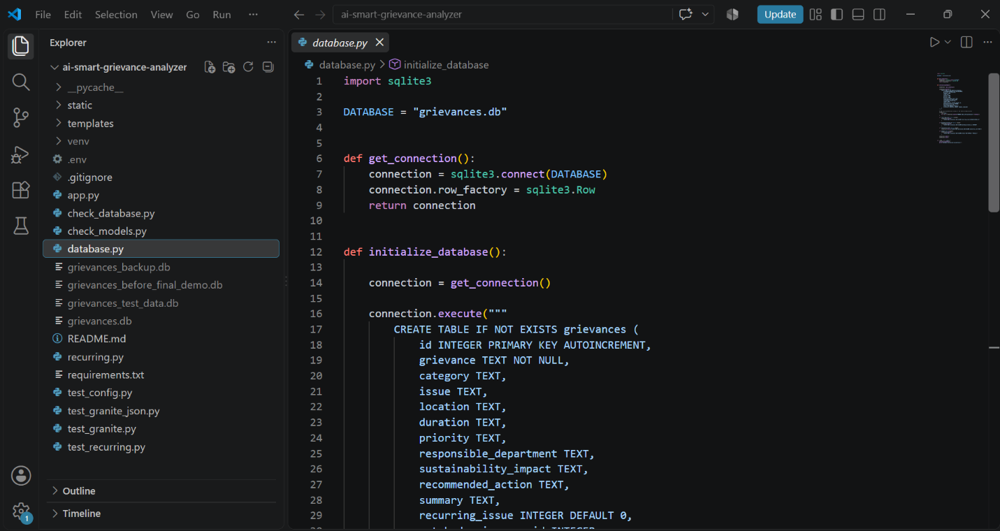 File Edit Selection View Go Run ···
ai-smart-grievance-analyzer
Update
Explorer
ai-smart-grievance-analyzer
__pycache__
static
templates
venv
.env
.gitignore
app.py
check_database.py
check_models.py
database.py
grievances_backup.db
grievances_before_final_demo.db
grievances_test_data.db
grievances.db
README.md
recurring.py
requirements.txt
test_config.py
test_granite_json.py
test_granite.py
test_recurring.py
Outline
Timeline
1
database.py
database.py > initialize_database
1 import sqlite3
2
3 DATABASE = "grievances.db"
4
5
6 def get_connection():
7 connection = sqlite3.connect(DATABASE)
8 connection.row_factory = sqlite3.Row
9 return connection
10
11
12 def initialize_database():
13
14 connection = get_connection()
15
16 connection.execute("""
17 CREATE TABLE IF NOT EXISTS grievances (
18 id INTEGER PRIMARY KEY AUTOINCREMENT,
19 grievance TEXT NOT NULL,
20 category TEXT,
21 issue TEXT,
22 location TEXT,
23 duration TEXT,
24 priority TEXT,
25 responsible_department TEXT,
26 sustainability_impact TEXT,
27 recommended_action TEXT,
28 summary TEXT,
29 recurring_issue INTEGER DEFAULT 0,